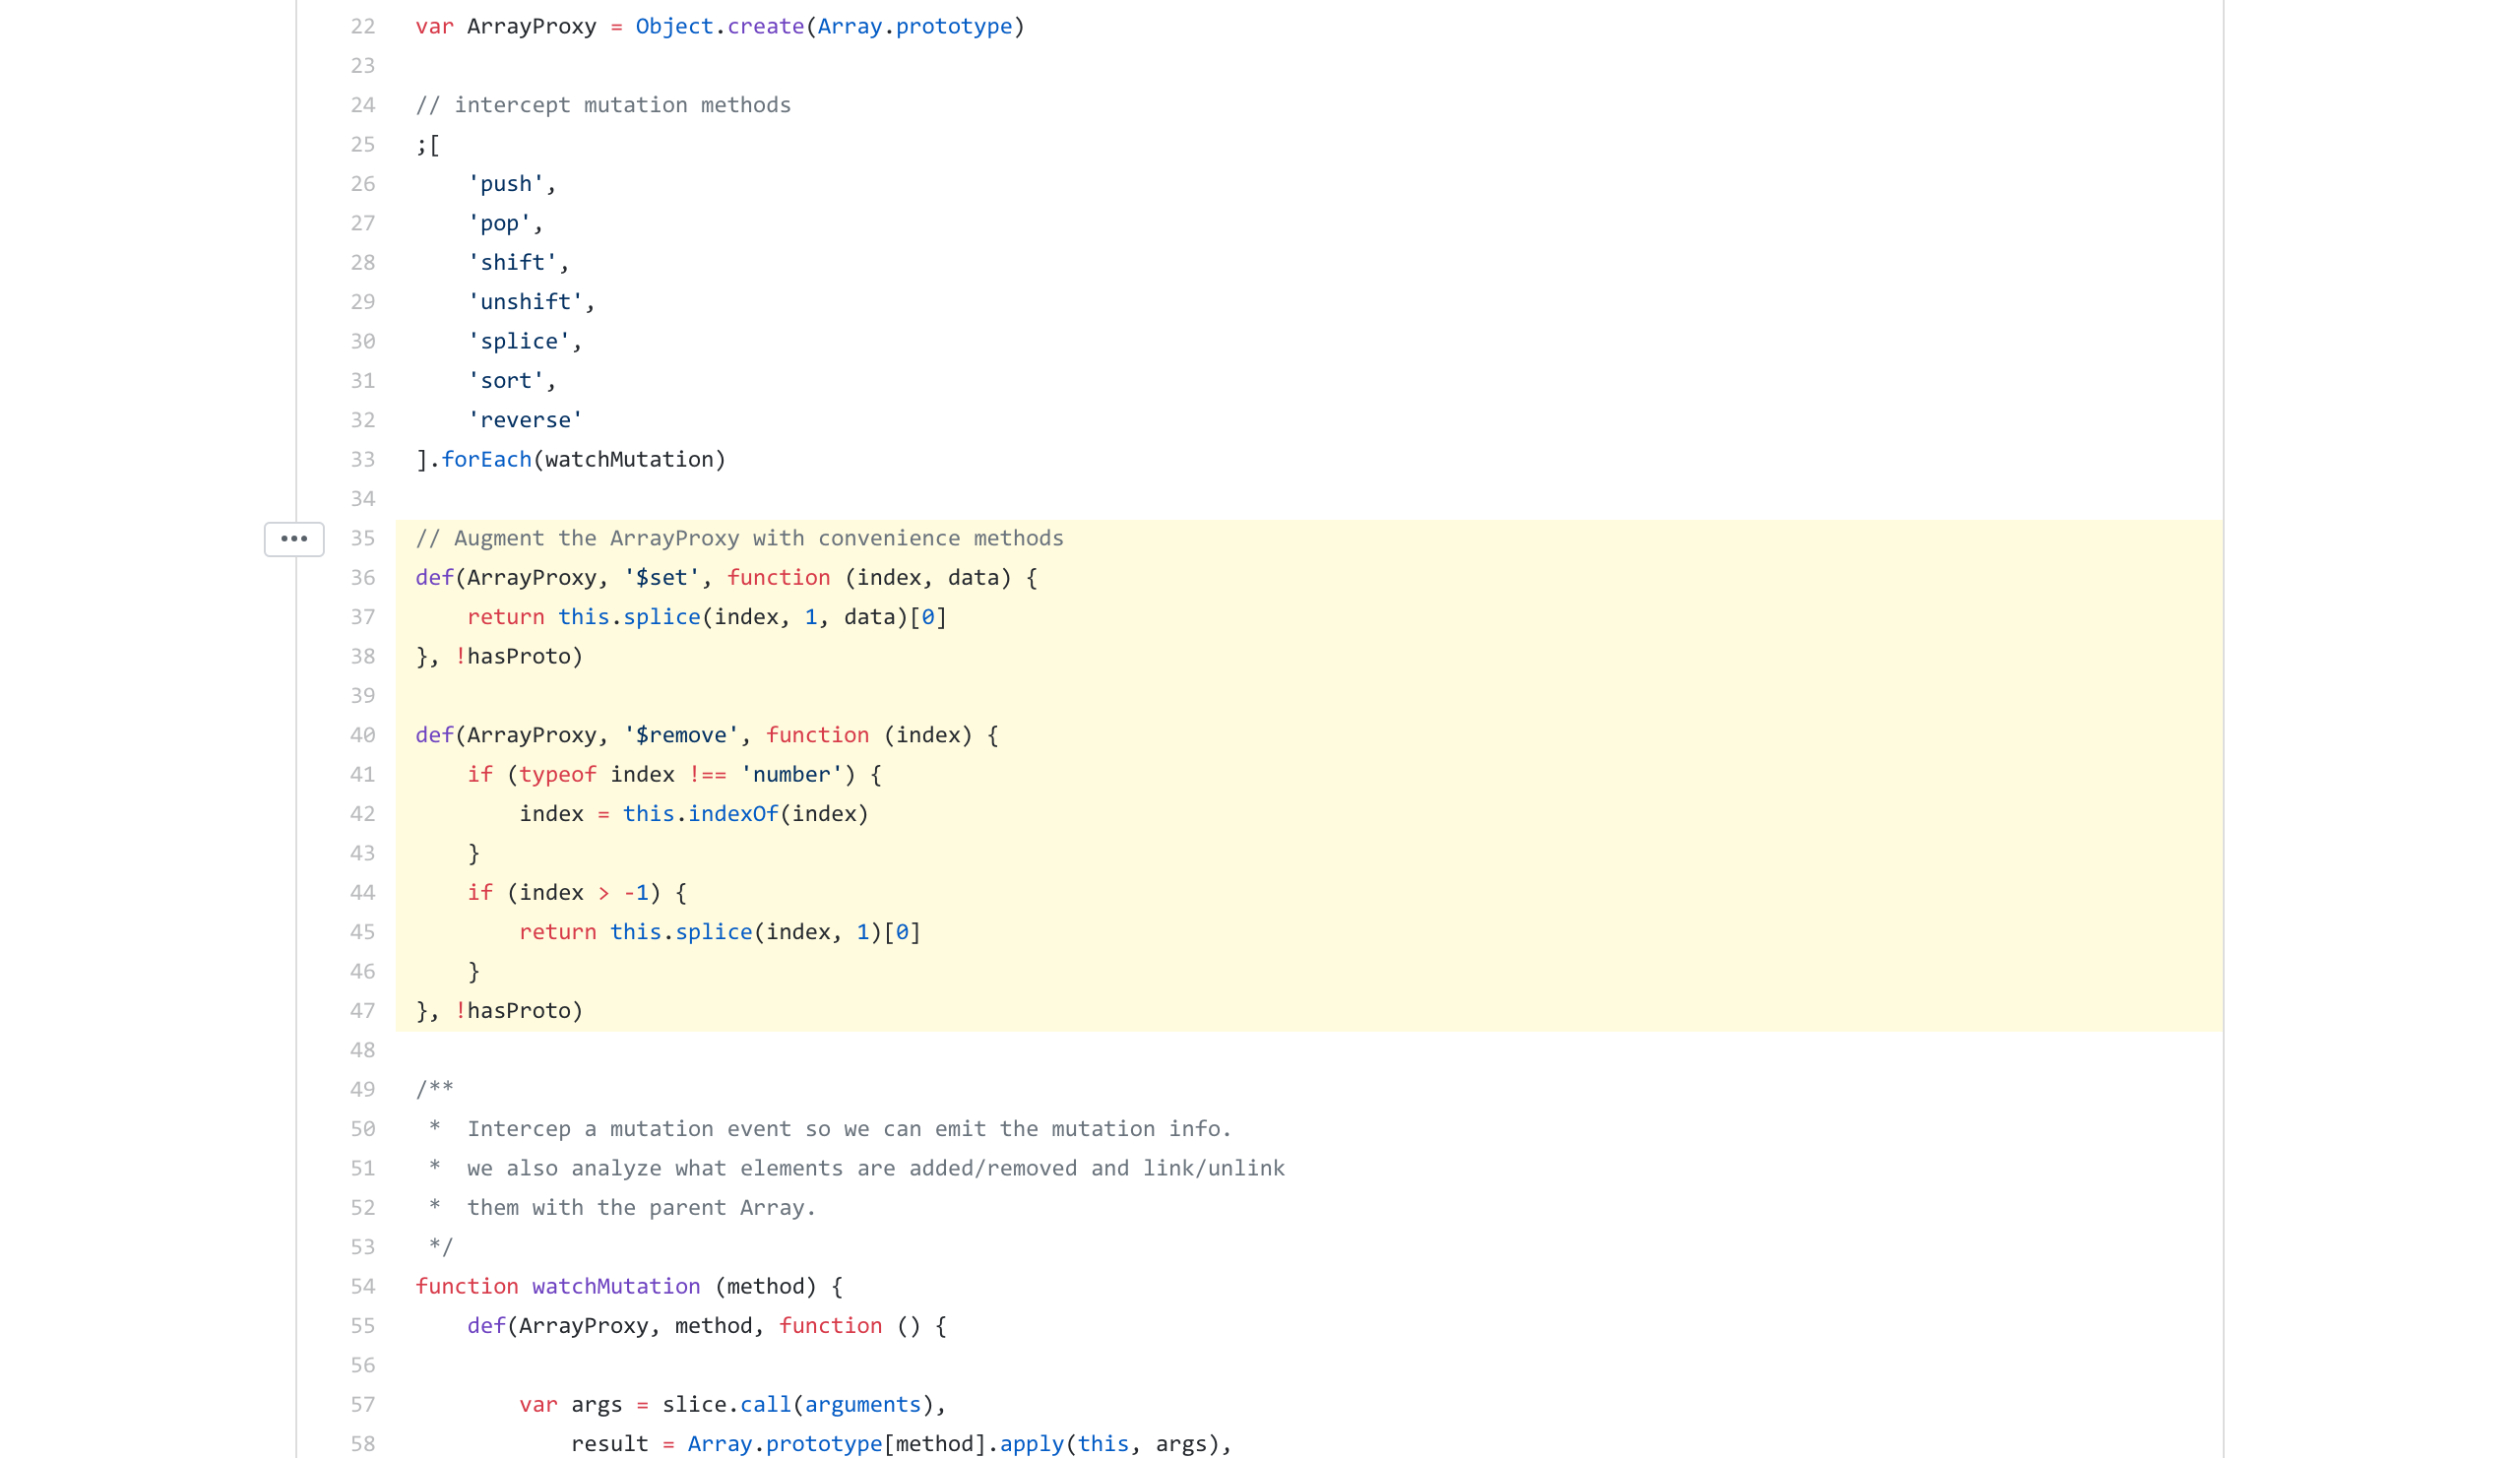 22 var ArrayProxy = Object.create(Array.prototype)
23
24 // intercept mutation methods
25 ;[
26     'push',
27     'pop',
28     'shift',
29     'unshift',
30     'splice',
31     'sort',
32     'reverse'
33 ].forEach(watchMutation)
34
35 // Augment the ArrayProxy with convenience methods
36 def(ArrayProxy, '$set', function (index, data) {
37     return this.splice(index, 1, data)[0]
38 }, !hasProto)
39
40 def(ArrayProxy, '$remove', function (index) {
41     if (typeof index !== 'number') {
42         index = this.indexOf(index)
43     }
44     if (index > -1) {
45         return this.splice(index, 1)[0]
46     }
47 }, !hasProto)
48
49 /**
50  *  Intercep a mutation event so we can emit the mutation info.
51  *  we also analyze what elements are added/removed and link/unlink
52  *  them with the parent Array.
53  */
54 function watchMutation (method) {
55     def(ArrayProxy, method, function () {
56
57         var args = slice.call(arguments),
58             result = Array.prototype[method].apply(this, args),